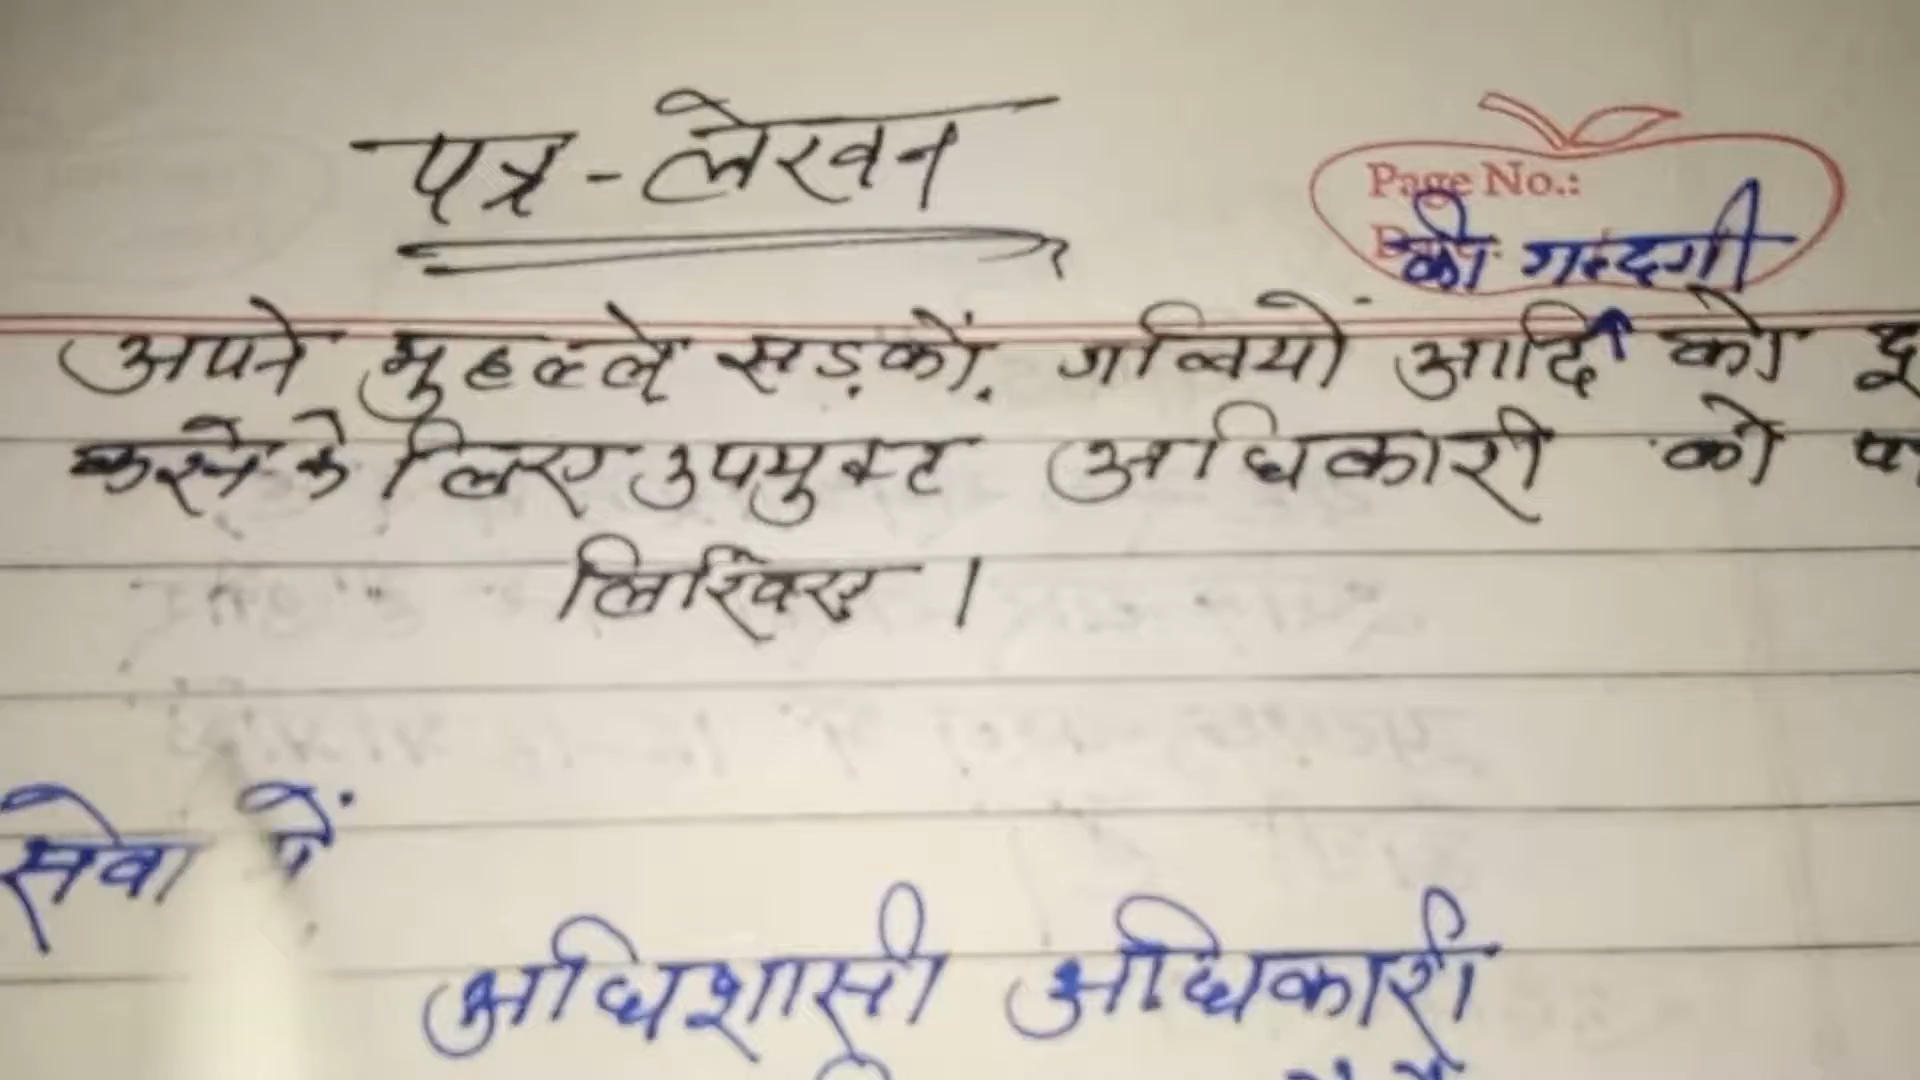 पत्र-लेखन
Page No.:
की गन्दगी
अपने मुहल्ले सड़कों, गलियों आदि को
करने के लिए उपयुक्त अधिकारी को
लिखिए ।
सेवा में
अधिशासी अधिकारी